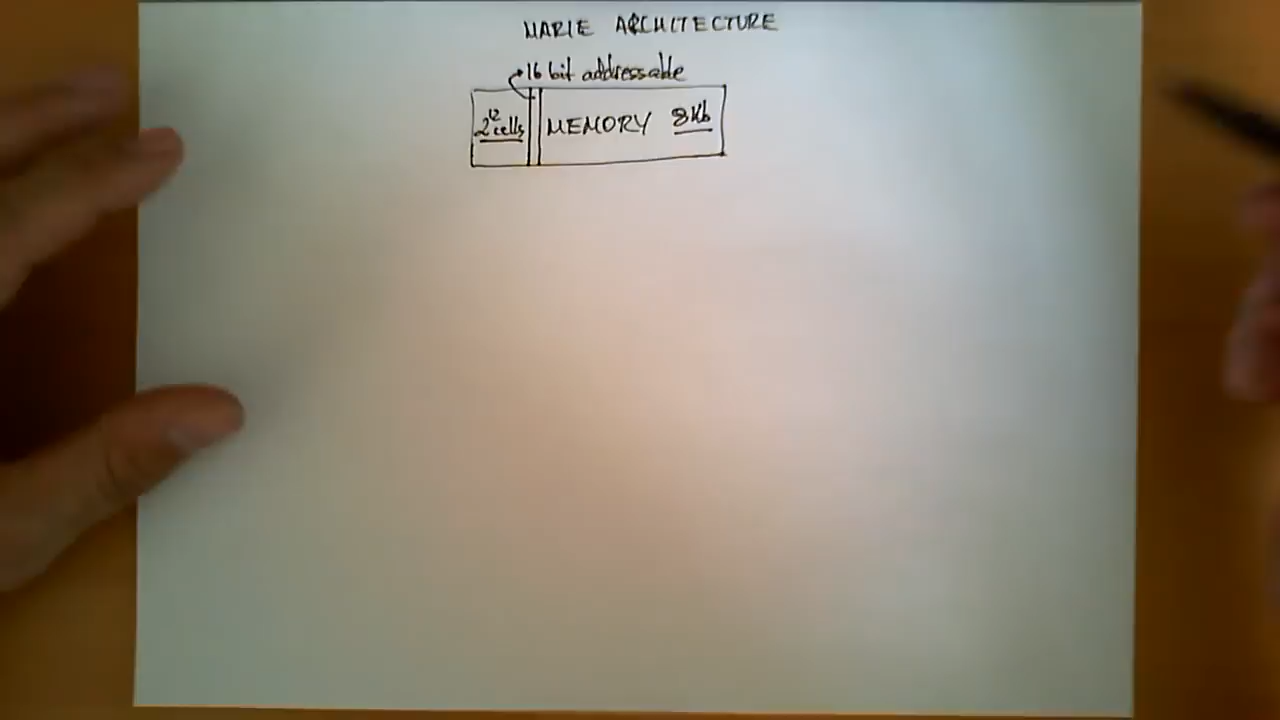 MARIE ARCHITECTURE
16 bit addressable
2¹² cells MEMORY 8Kb